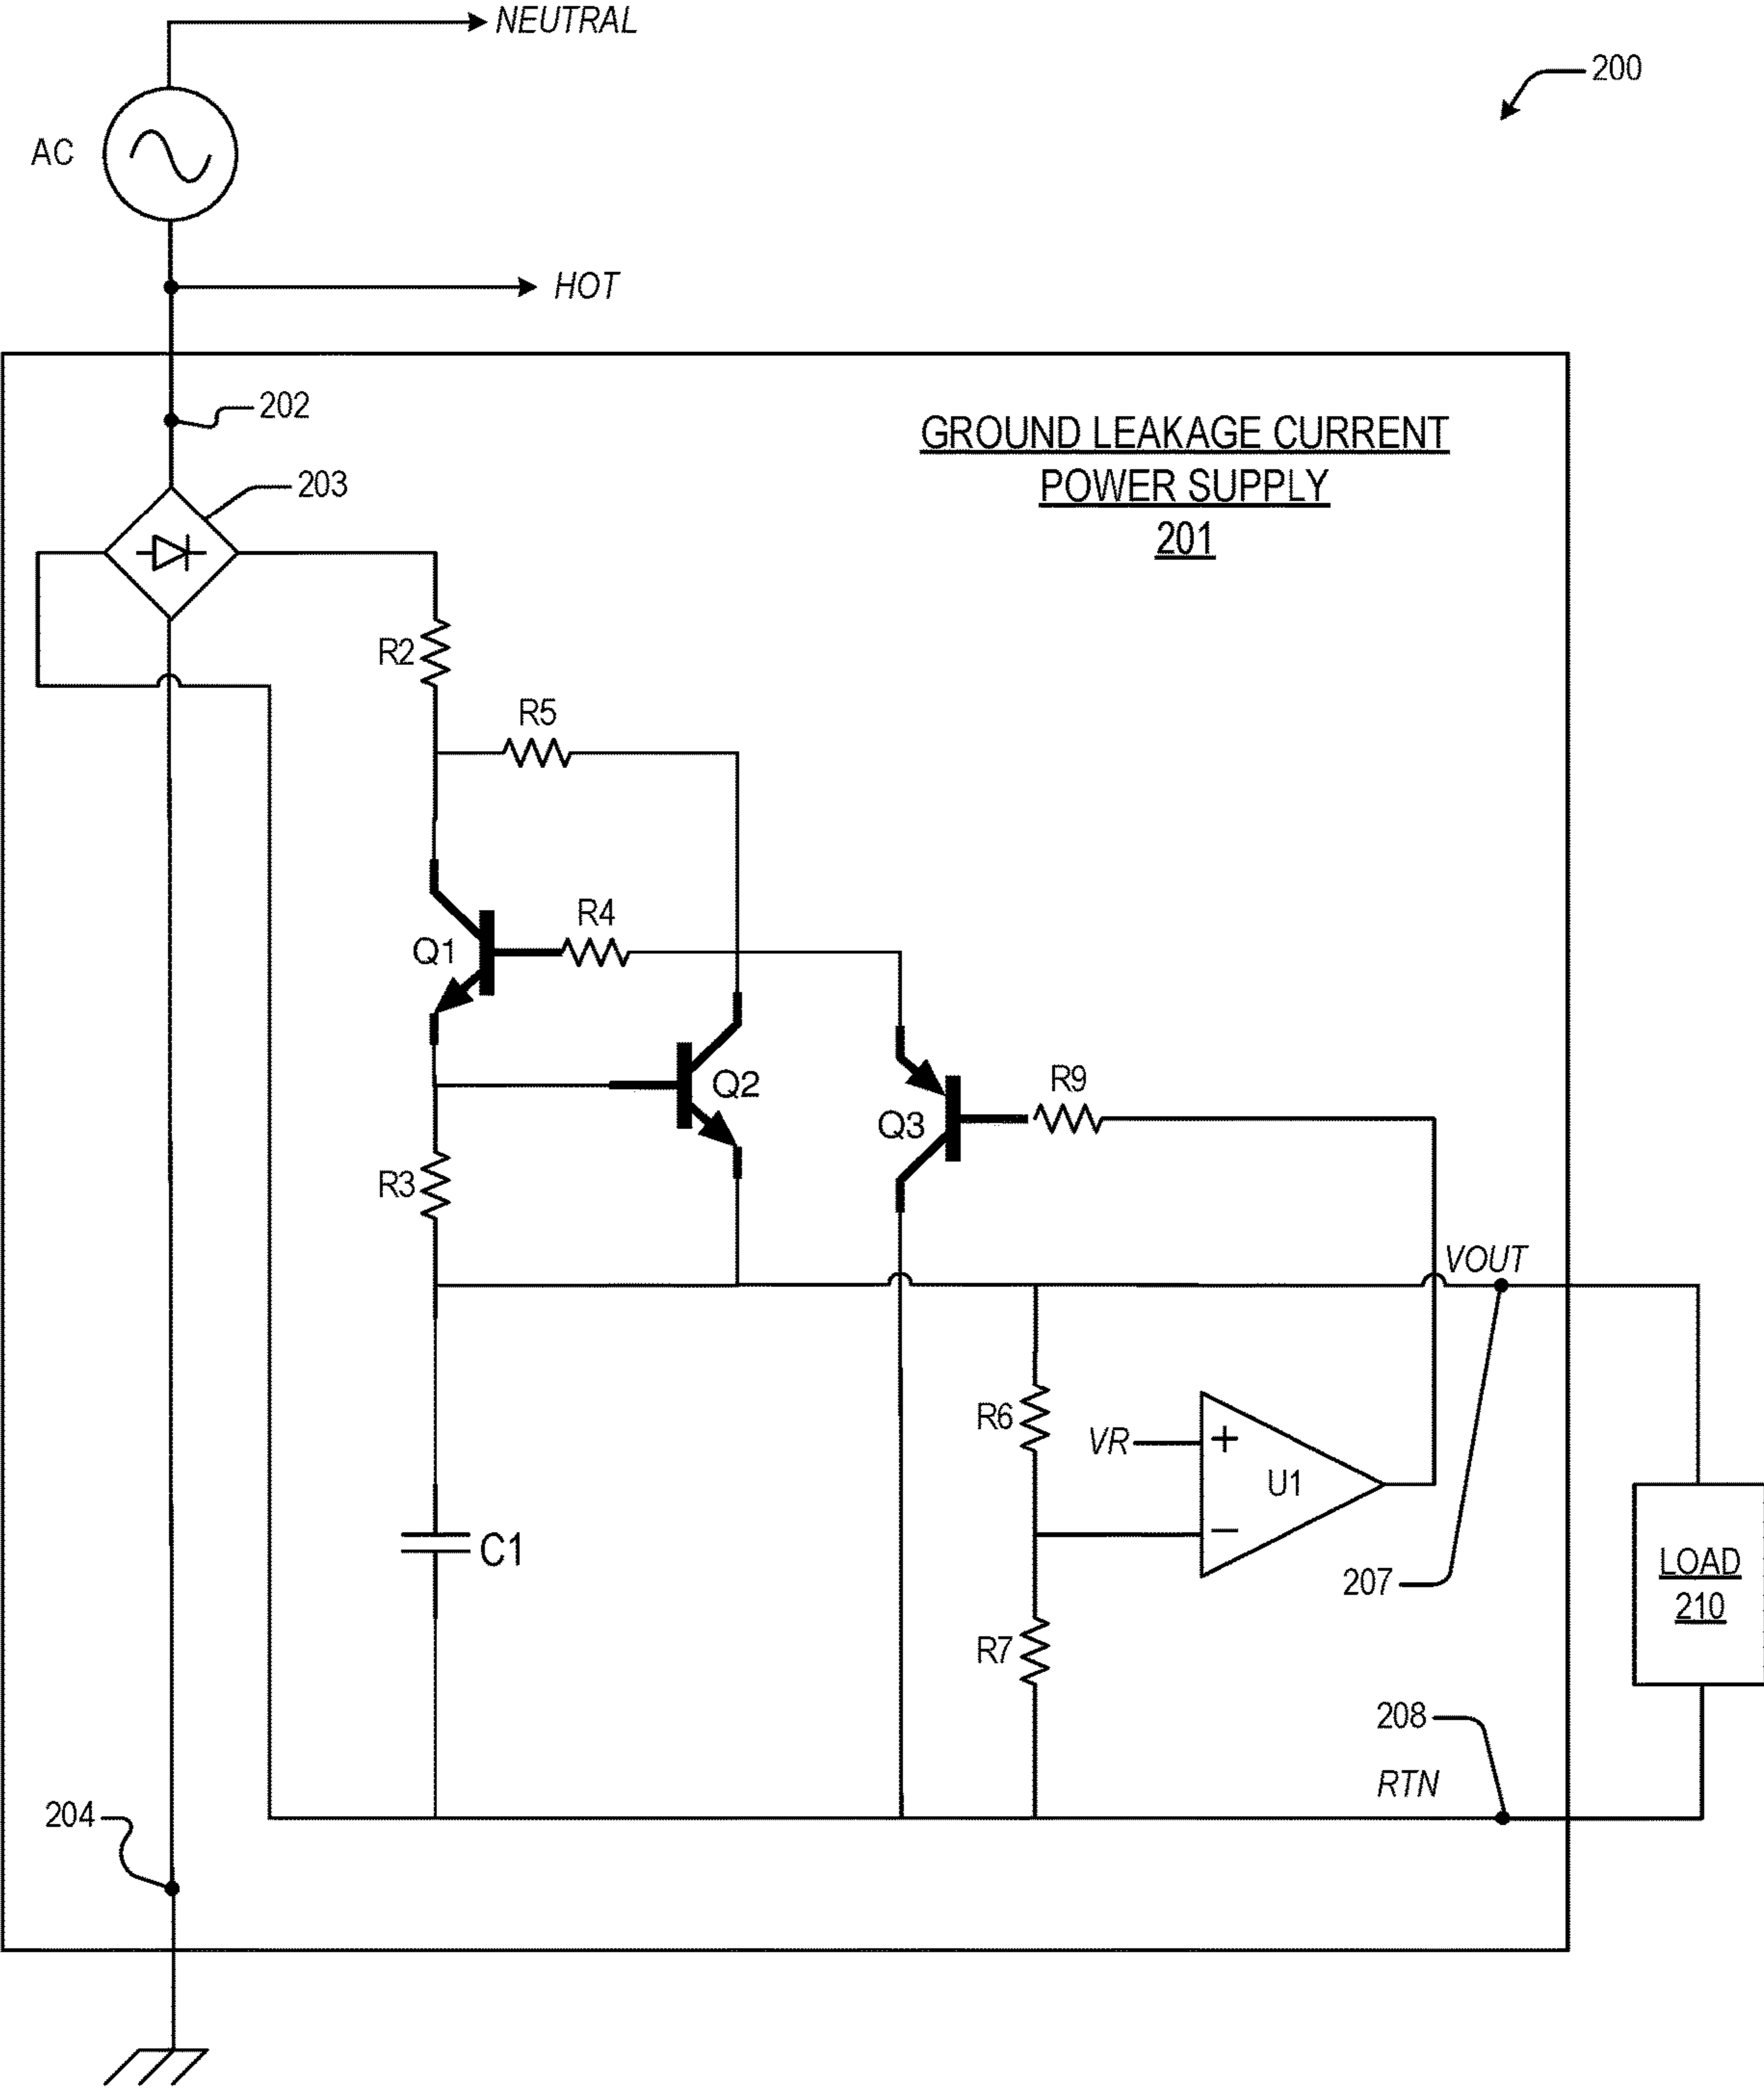 NEUTRAL
200
AC
HOT
202
GROUND LEAKAGE CURRENT
POWER SUPPLY
201
203
R2
R5
R4
Q1
Q2
R9
Q3
R3
VOUT
R6
VR
+
U1
−
C1
207
LOAD
210
R7
208
RTN
204